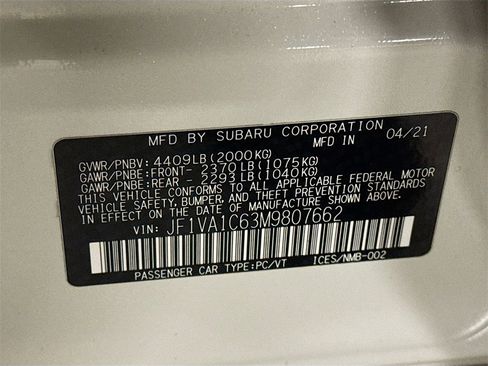 MFD BY SUBARU CORPORATION
MFD IN 04/21
GVWR/PNBV: 4409LB(2000KG)
GAWR/PNBE:FRONT- 2370LB(1075KG)
GAWR/PNBE:REAR - 2293LB(1040KG)
THIS VEHICLE CONFORMS TO ALL APPLICABLE FEDERAL MOTOR
VEHICLE SAFETY, BUMPER, AND THEFT PREVENTION STANDARDS
IN EFFECT ON THE DATE OF MANUFACTURE SHOWN ABOVE.
VIN: JF1VA1C63M9807662
PASSENGER CAR TYPE:PC/VT ICES/NMB-002